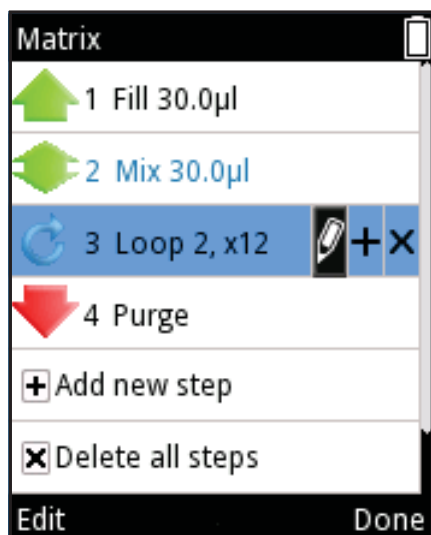 Matrix
1 Fill 30.0µl
2 Mix 30.0µl
3 Loop 2, x12
4 Purge
Add new step
Delete all steps
Edit Done